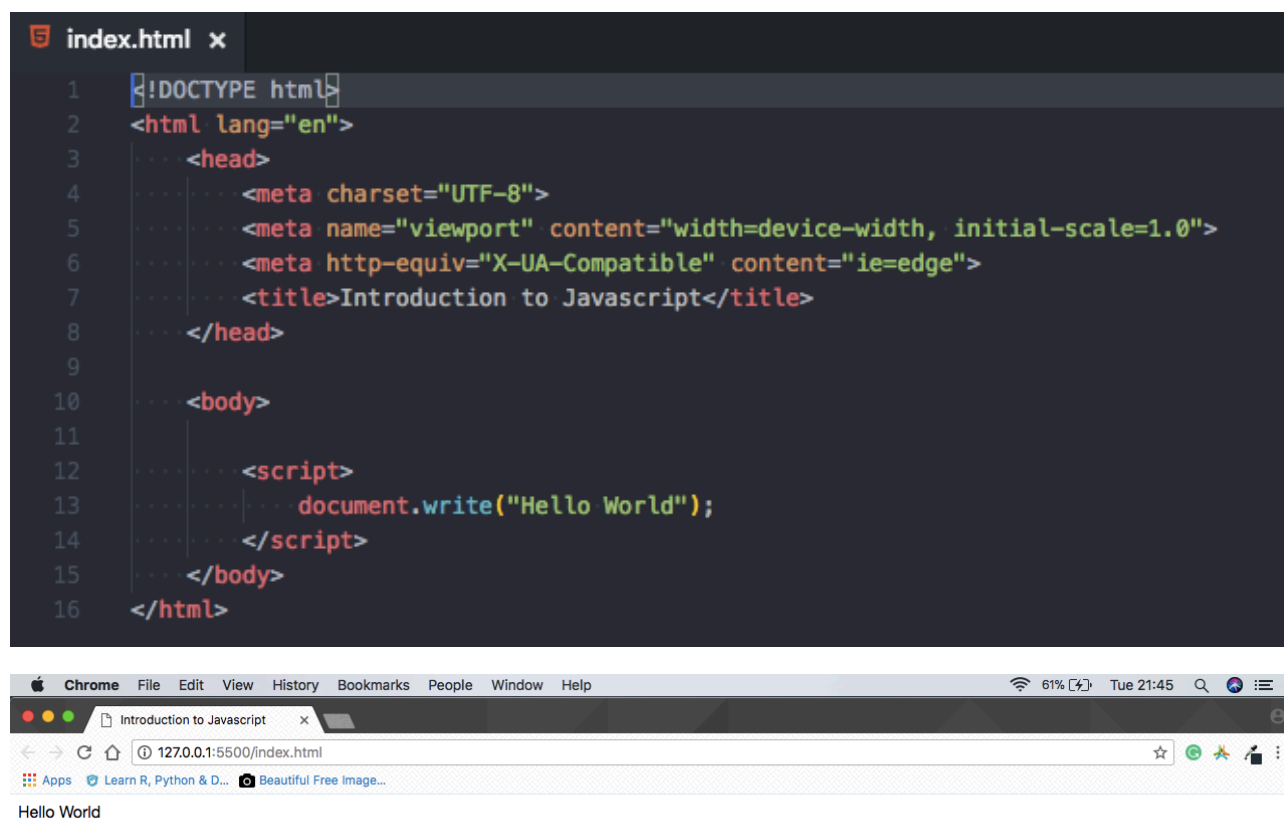 index.html ×
1 <!DOCTYPE html>
2 <html lang="en">
3 <head>
4 <meta charset="UTF-8">
5 <meta name="viewport" content="width=device-width, initial-scale=1.0">
6 <meta http-equiv="X-UA-Compatible" content="ie=edge">
7 <title>Introduction to Javascript</title>
8 </head>
9
10 <body>
11
12 <script>
13 document.write("Hello World");
14 </script>
15 </body>
16 </html>
Chrome File Edit View History Bookmarks People Window Help 61% Tue 21:45
Introduction to Javascript ×
127.0.0.1:5500/index.html
Apps Learn R, Python & D... Beautiful Free Image...
Hello World